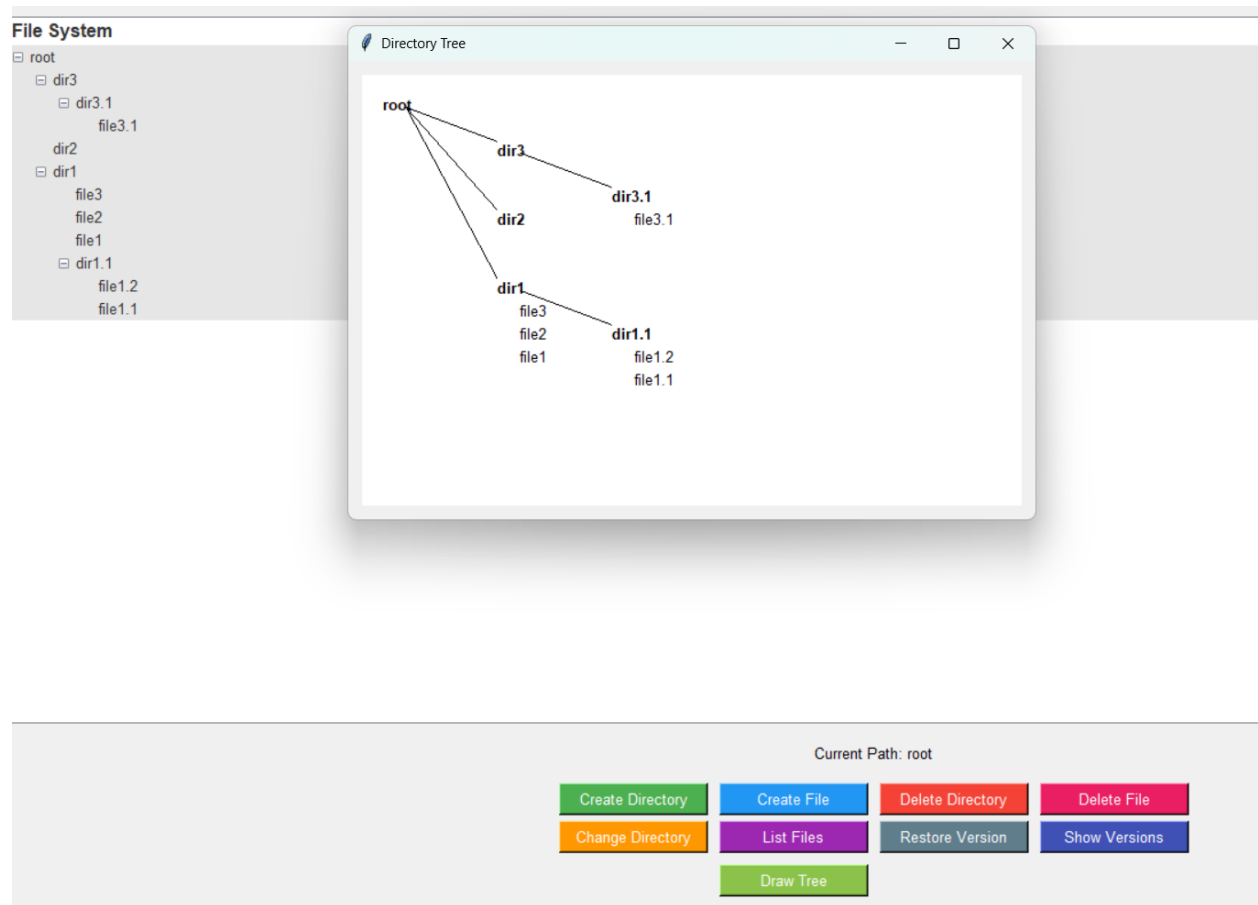 File System
root
dir3
dir3.1
file3.1
dir2
dir1
file3
file2
file1
dir1.1
file1.2
file1.1
Directory Tree
root
dir3
dir3.1
dir2 file3.1
dir1
file3
file2 dir1.1
file1 file1.2
file1.1
Current Path: root
Create Directory Create File Delete Directory Delete File
Change Directory List Files Restore Version Show Versions
Draw Tree